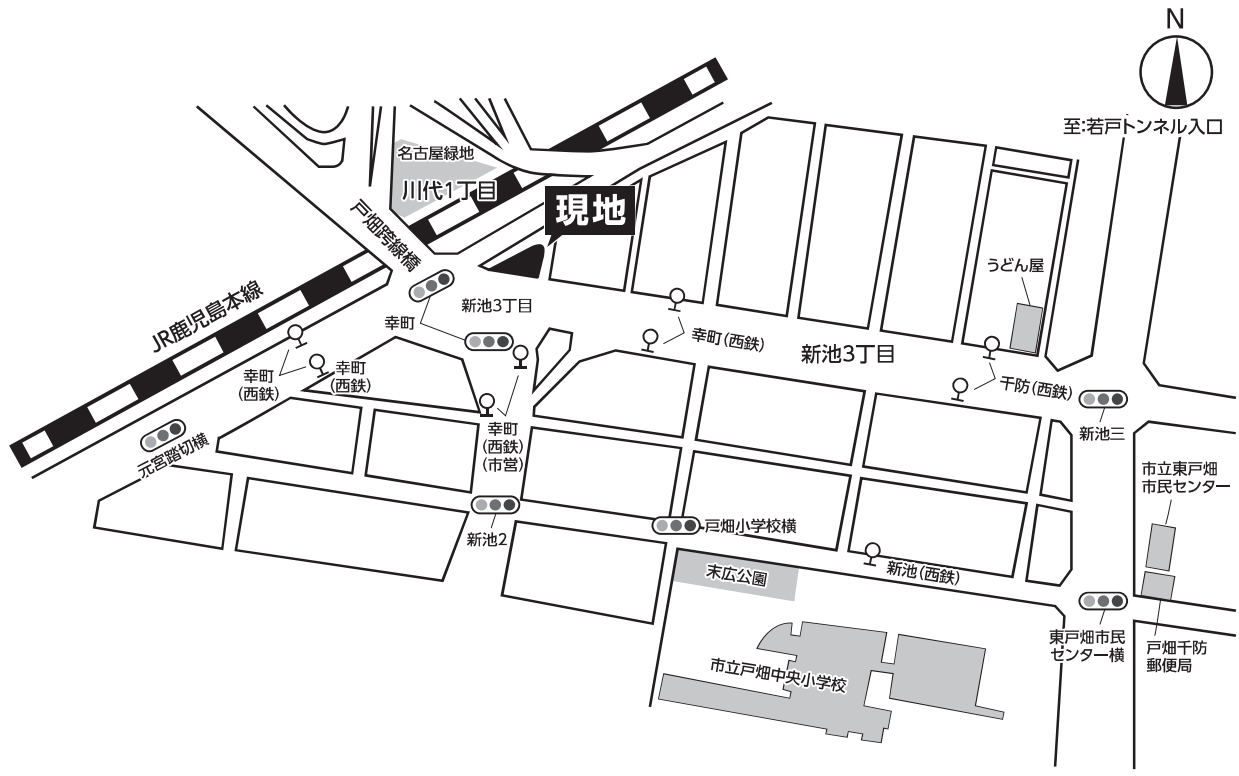 N
至:若戸トンネル入口
名古屋緑地
川代1丁目
現地
戸畑跨線橋
うどん屋
JR鹿児島本線
新池3丁目
幸町
幸町(西鉄)
新池3丁目
幸町
(西鉄)
幸町
(西鉄)
千防(西鉄)
新池三
元宮踏切横
幸町
(西鉄)
(市営)
市立東戸畑
市民センター
新池2
戸畑小学校横
新池(西鉄)
末広公園
東戸畑市民
センター横
戸畑千防
郵便局
市立戸畑中央小学校